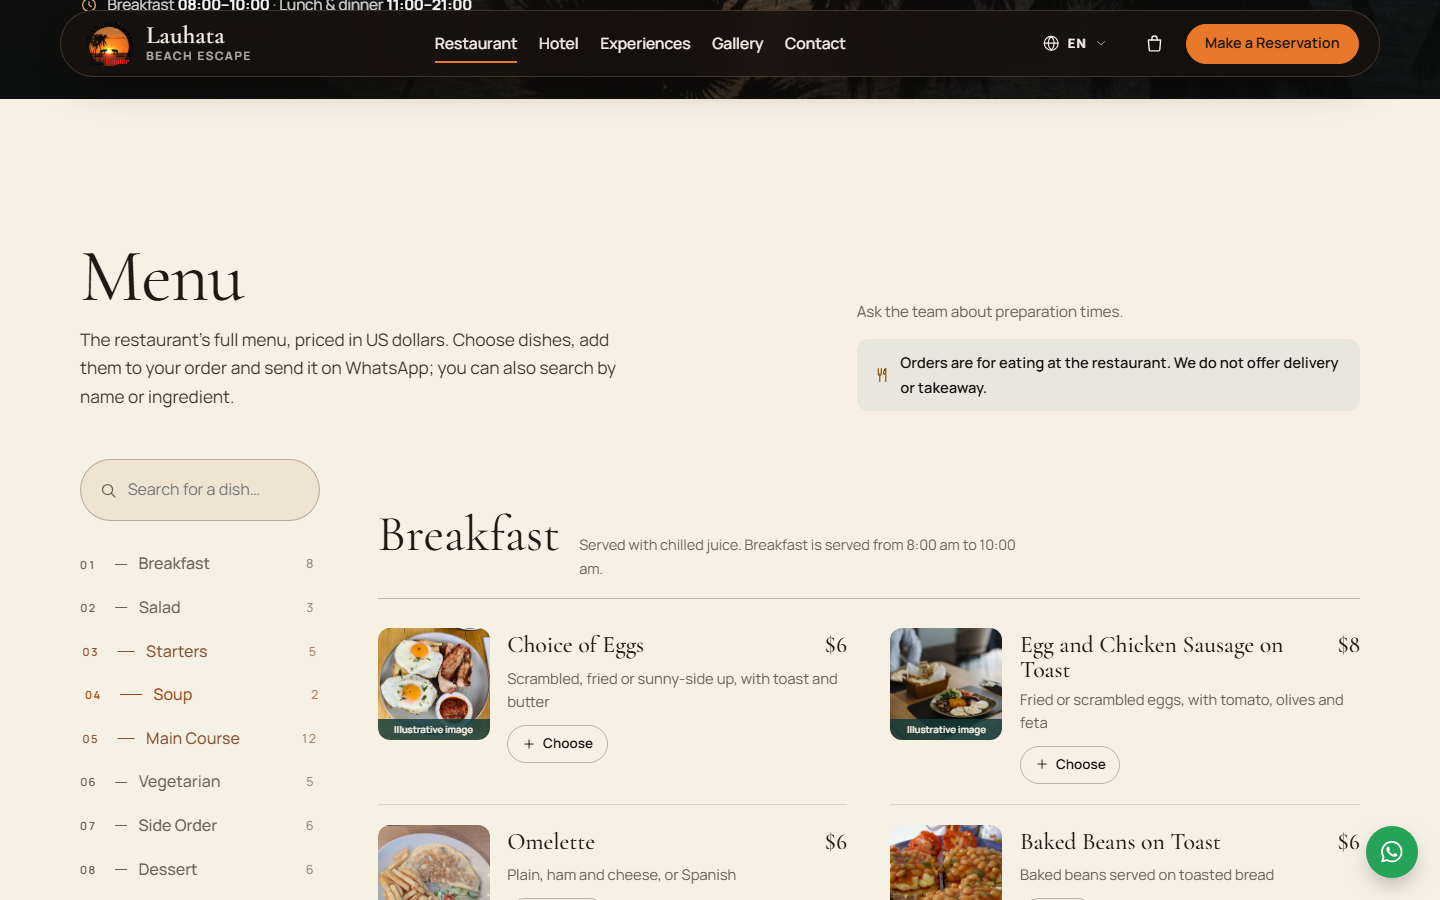 Breakfast 08:00–10:00 · Lunch & dinner 11:00–21:00
Lauhata
BEACH ESCAPE
Restaurant
Hotel
Experiences
Gallery
Contact
EN
Make a Reservation
Menu
The restaurant's full menu, priced in US dollars. Choose dishes, add
them to your order and send it on WhatsApp; you can also search by
name or ingredient.
Ask the team about preparation times.
Orders are for eating at the restaurant. We do not offer delivery
or takeaway.
Search for a dish...
01 — Breakfast 8
02 — Salad 3
03 — Starters 5
04 — Soup 2
05 — Main Course 12
06 — Vegetarian 5
07 — Side Order 6
08 — Dessert 6
Breakfast
Served with chilled juice. Breakfast is served from 8:00 am to 10:00
am.
Illustrative image
Choice of Eggs $6
Scrambled, fried or sunny-side up, with toast and
butter
+ Choose
Illustrative image
Egg and Chicken Sausage on
Toast
$8
Fried or scrambled eggs, with tomato, olives and
feta
+ Choose
Omelette $6
Plain, ham and cheese, or Spanish
Baked Beans on Toast $6
Baked beans served on toasted bread